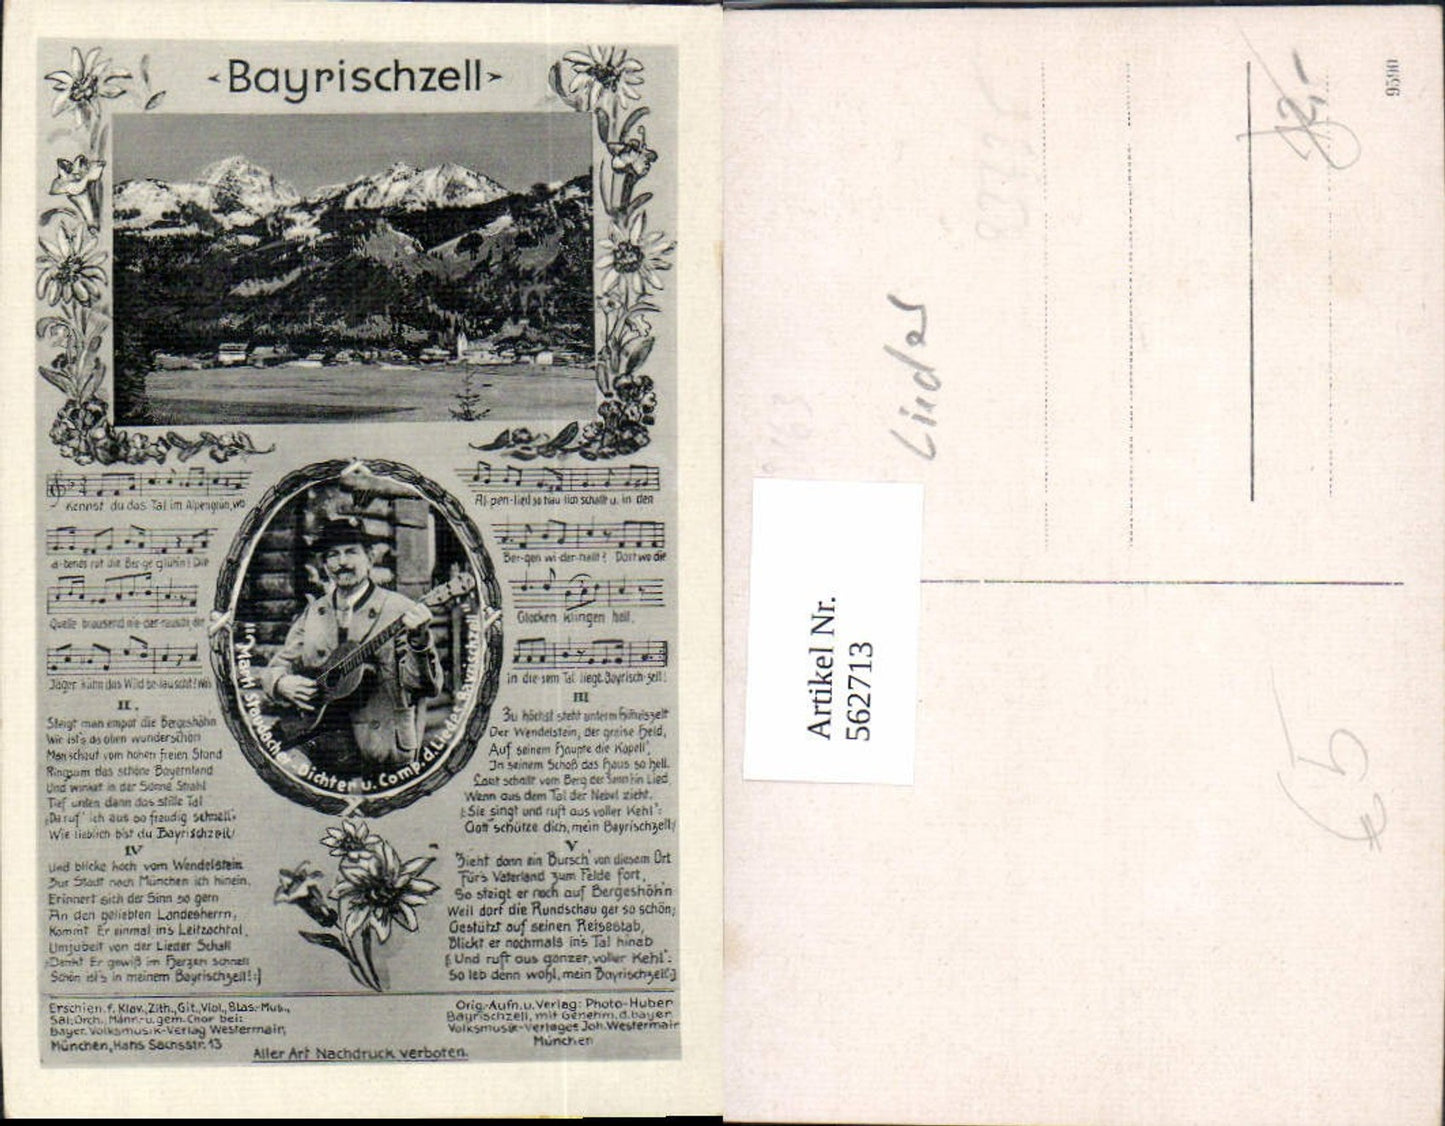 Bayrischzell
Kennst du das Tal im Alpengrün, wo
abends rot die Berge glühn! Die
Quelle brausend nie-der-rauscht, der
Jäger kühn das Wild be-lauscht! Wo
Al-pen-lied so trau-lich schallt u. in den
Ber-gen wi-der-hallt! Dort wo die
Glocken klingen hell,
in die-sem Tal liegt Bayrisch-zell!
"Mart" Staudacher-Dichter u. Comp. d. Liedes "Bayrischzell"
II.
Steigt man empor die Bergeshöhn
Wie ist's da oben wunderschön
Man schaut vom hohen freien Stand
Ringsum das schöne Bayernland
Und winket in der Sonne Strahl
Tief unten dann das stille Tal
Da ruf' ich aus so freudig schnell:
Wie lieblich bist du Bayrischzell!
III
Zu höchst steht unterm Himmelszelt
Der Wendelstein, der greise Held,
Auf seinem Haupte die Kapell',
In seinem Schoß das Haus so hell.
Laut schallt vom Berg der Senn'rin Lied
Wenn aus dem Tal der Nebel zieht.
|: Sie singt und ruft aus voller Kehl':
Gott schütze dich, mein Bayrischzell!
IV
Und blicke hoch vom Wendelstein
Zur Stadt nach München ich hinein,
Erinnert sich der Sinn so gern
An den geliebten Landesherrn,
Kommt Er einmal ins Leitzachtal,
Umjubelt von der Lieder Schall
Denkt Er gewiß im Herzen schnell
Schön ist's in meinem Bayrischzell! :|
V
Zieht dann ein Bursch' von diesem Ort
Für's Vaterland zum Felde fort,
So steigt er noch auf Bergeshöh'n
Weil dort die Rundschau gar so schön;
Gestützt auf seinen Reisestab,
Blickt er nochmals ins Tal hinab
|: Und ruft aus ganzer, voller Kehl':
So leb denn wohl, mein Bayrischzell! :|
Erschien. f. Klav., Zith., Git., Viol., Blas.-Mus.,
Sal. Orch., Männ.- u. gem. Chor bei:
Bayer. Volksmusik-Verlag Westermair,
München, Hans Sachsstr. 13
Orig.-Aufn. u. Verlag: Photo-Huber
Bayrischzell, mit Genehm. d. bayer.
Volksmusik-Verlages Joh. Westermair
München
Aller Art Nachdruck verboten.
9590
Lieder
Artikel Nr.
562713